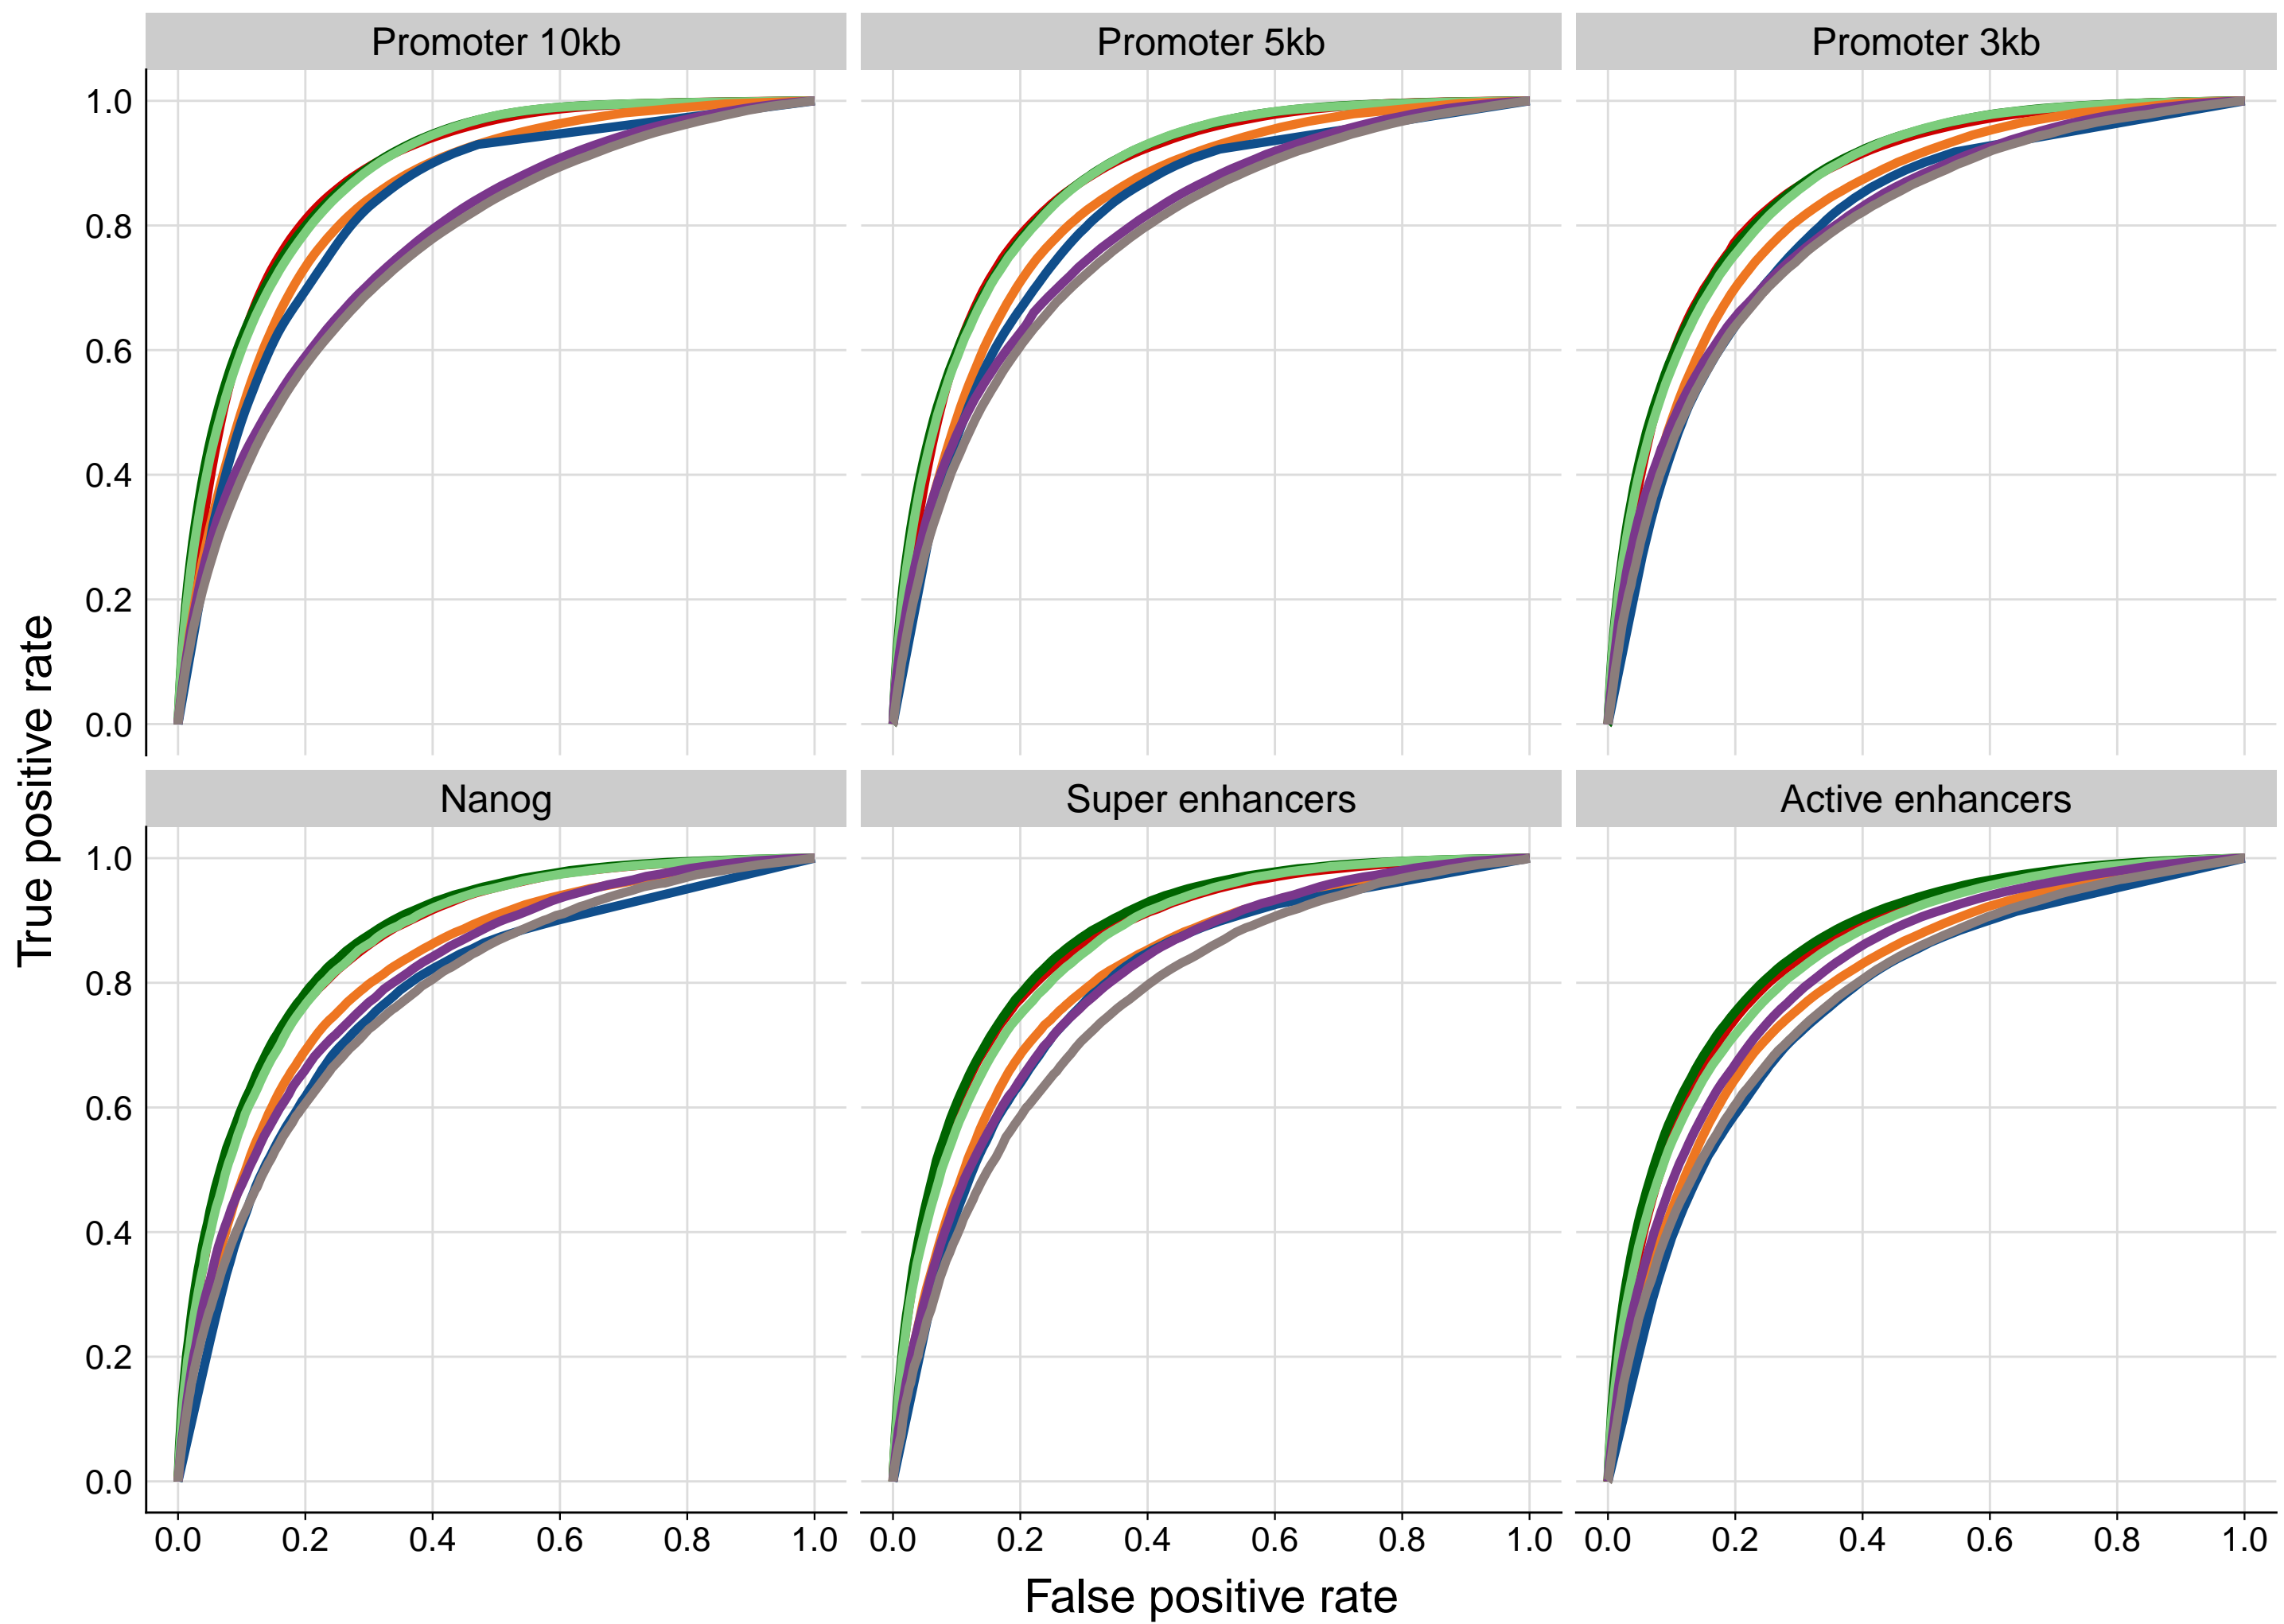 Promoter 10kb Promoter 5kb Promoter 3kb
1.0
0.8
0.6
0.4
0.2
0.0
Nanog Super enhancers Active enhancers
1.0
0.8
0.6
0.4
0.2
0.0
0.0 0.2 0.4 0.6 0.8 1.0 0.0 0.2 0.4 0.6 0.8 1.0 0.0 0.2 0.4 0.6 0.8 1.0
True positive rate
False positive rate